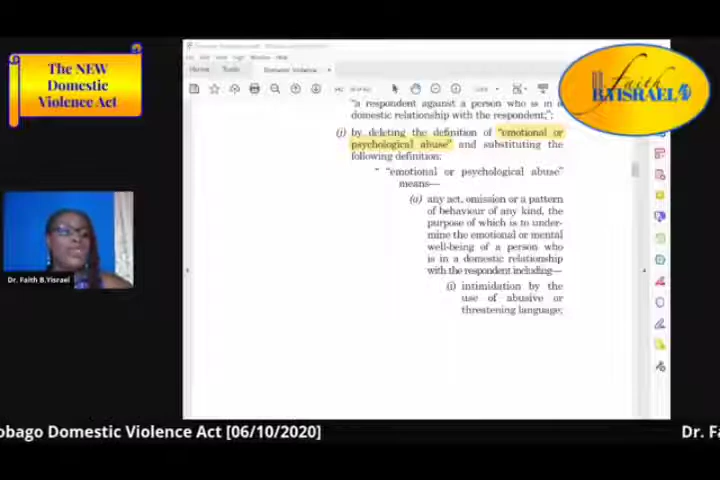 The NEW
Domestic
Violence Act
faith
B.YISRAEL
Home Tools Domestic Violence
"a respondent against a person who is in a
domestic relationship with the respondent;";
(j) by deleting the definition of "emotional or
psychological abuse" and substituting the
following definition:
" "emotional or psychological abuse"
means—
(a) any act, omission or a pattern
of behaviour of any kind, the
purpose of which is to under-
mine the emotional or mental
well-being of a person who
is in a domestic relationship
with the respondent including—
(i) intimidation by the
use of abusive or
threatening language;
Dr. Faith B.Yisrael
obago Domestic Violence Act [06/10/2020]
Dr. Fa